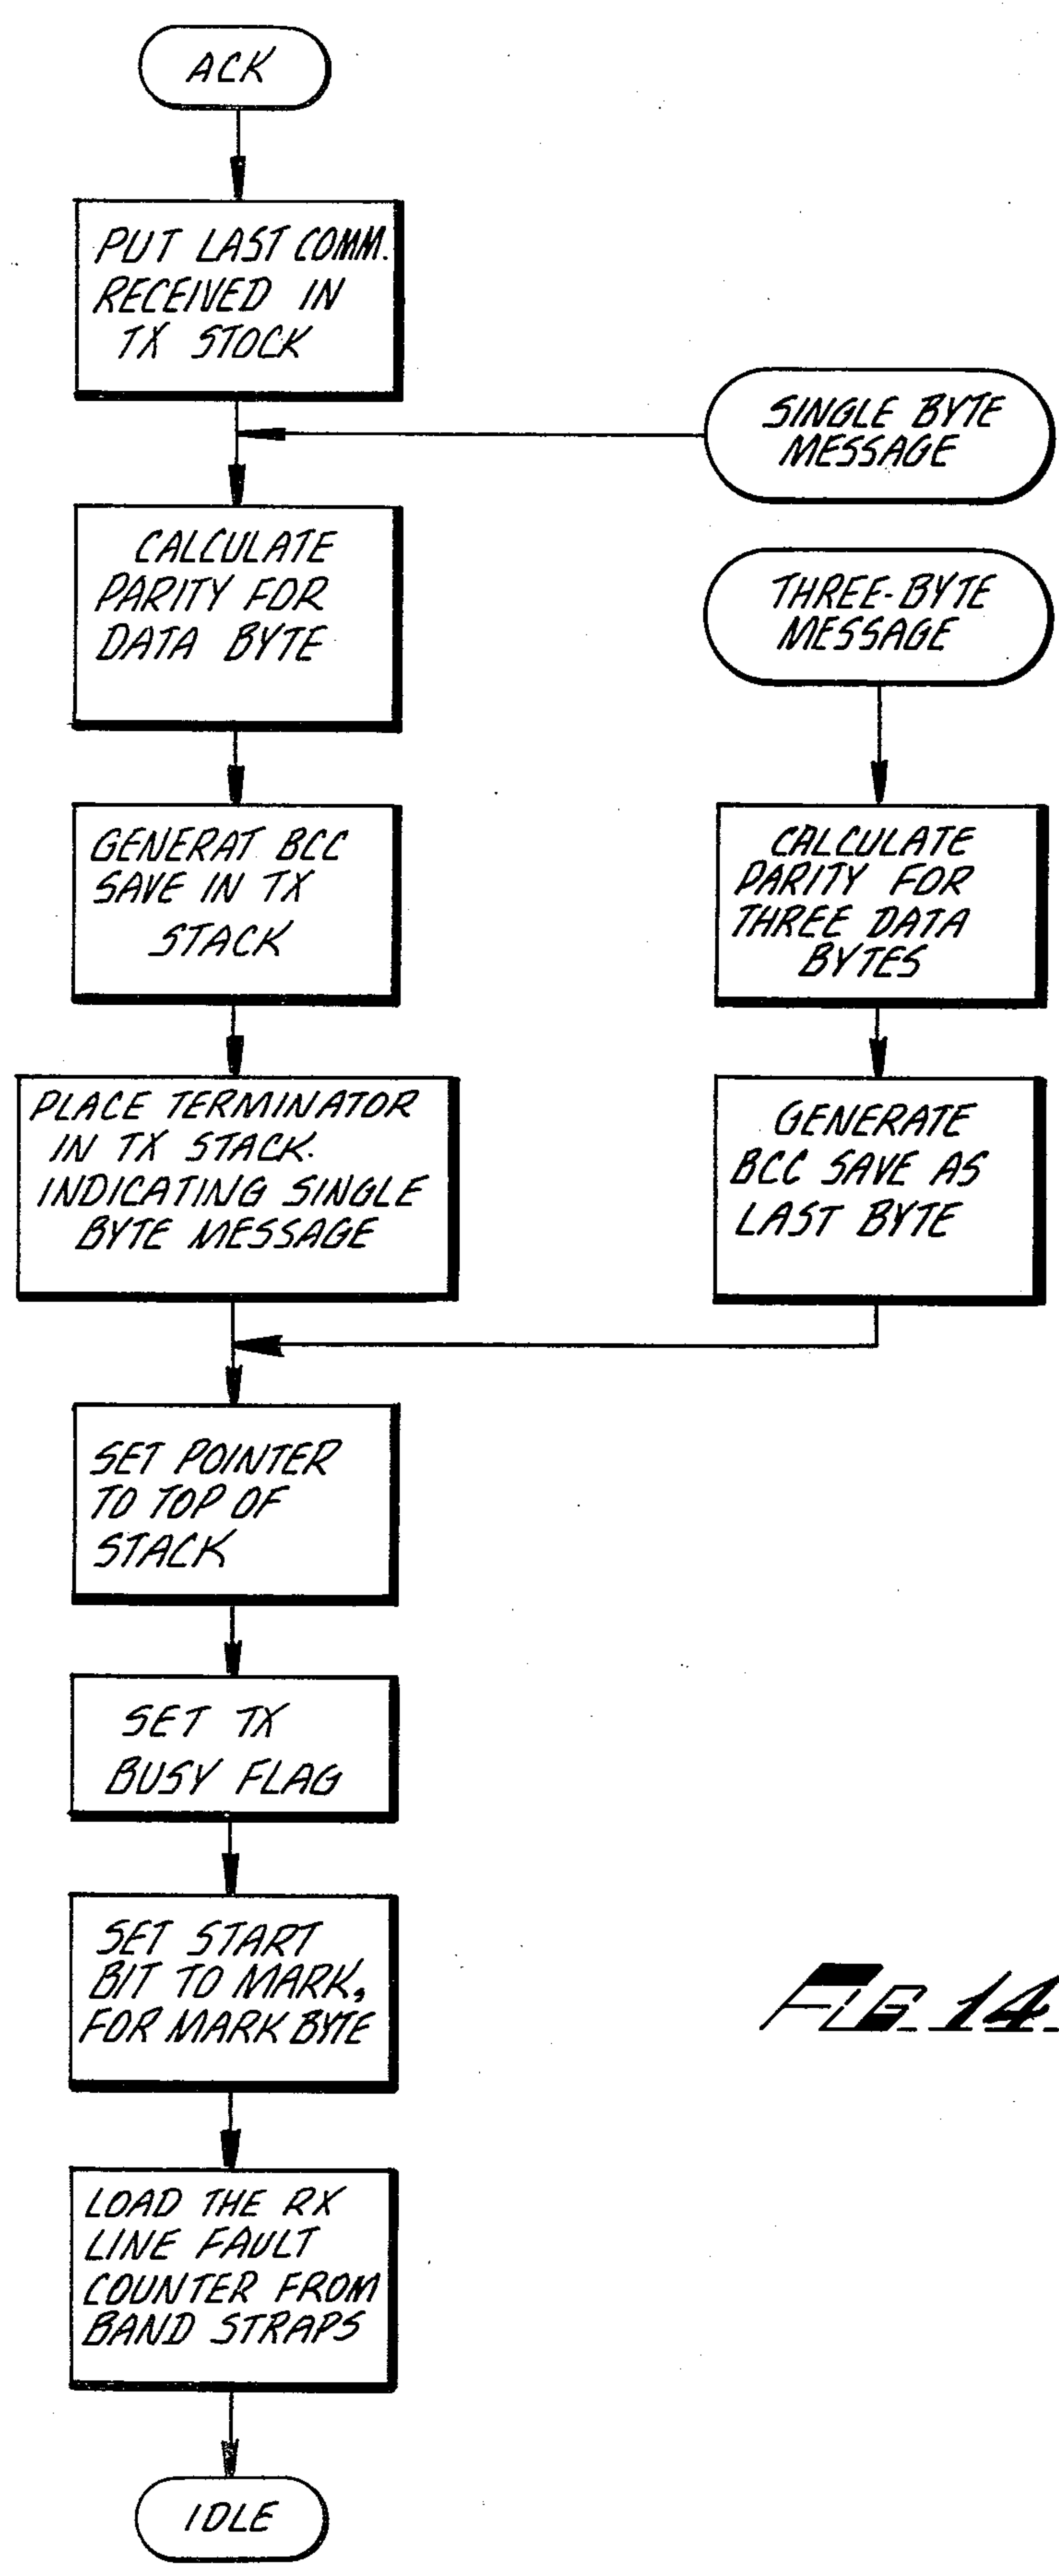 ACK
PUT LAST COMM.
RECEIVED IN
TX STOCK
SINGLE BYTE
MESSAGE
CALCULATE
PARITY FOR
DATA BYTE
THREE-BYTE
MESSAGE
GENERAT BCC
SAVE IN TX
STACK
CALCULATE
PARITY FOR
THREE DATA
BYTES
PLACE TERMINATOR
IN TX STACK.
INDICATING SINGLE
BYTE MESSAGE
GENERATE
BCC SAVE AS
LAST BYTE
SET POINTER
TO TOP OF
STACK
SET TX
BUSY FLAG
SET START
BIT TO MARK,
FOR MARK BYTE
FIG. 14.
LOAD THE RX
LINE FAULT
COUNTER FROM
BAND STRAPS
IDLE